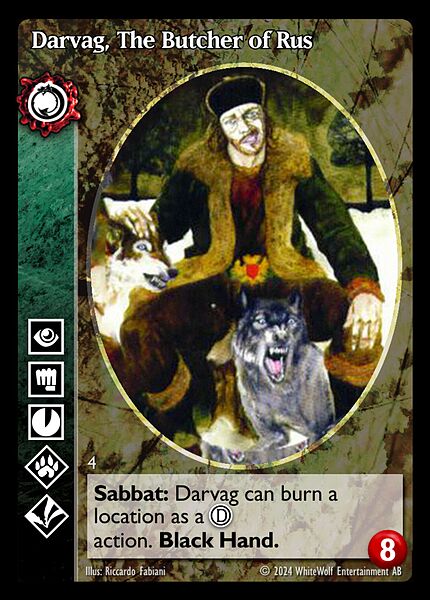 Darvag, The Butcher of Rus
4
Sabbat: Darvag can burn a
location as a Ⓓ
action. Black Hand.
8
Illus: Riccardo Fabiani © 2024 WhiteWolf Entertainment AB